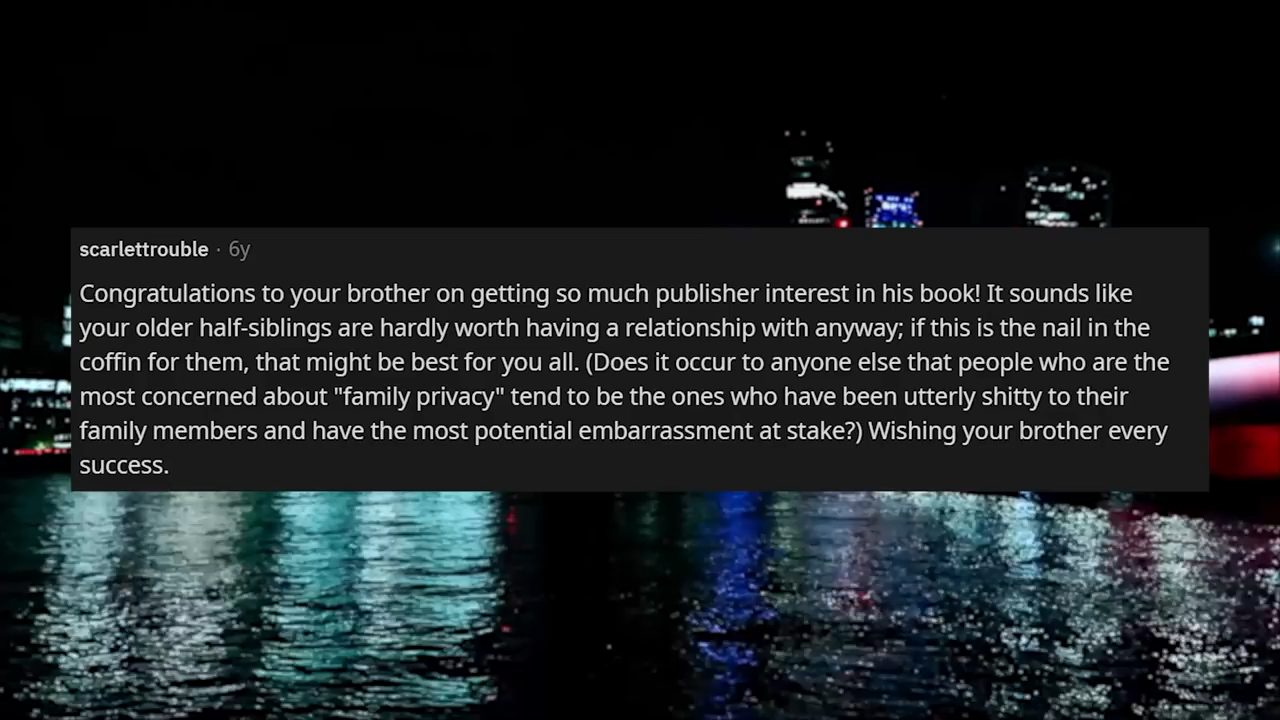 scarlettrouble · 6y
Congratulations to your brother on getting so much publisher interest in his book! It sounds like
your older half-siblings are hardly worth having a relationship with anyway; if this is the nail in the
coffin for them, that might be best for you all. (Does it occur to anyone else that people who are the
most concerned about "family privacy" tend to be the ones who have been utterly shitty to their
family members and have the most potential embarrassment at stake?) Wishing your brother every
success.